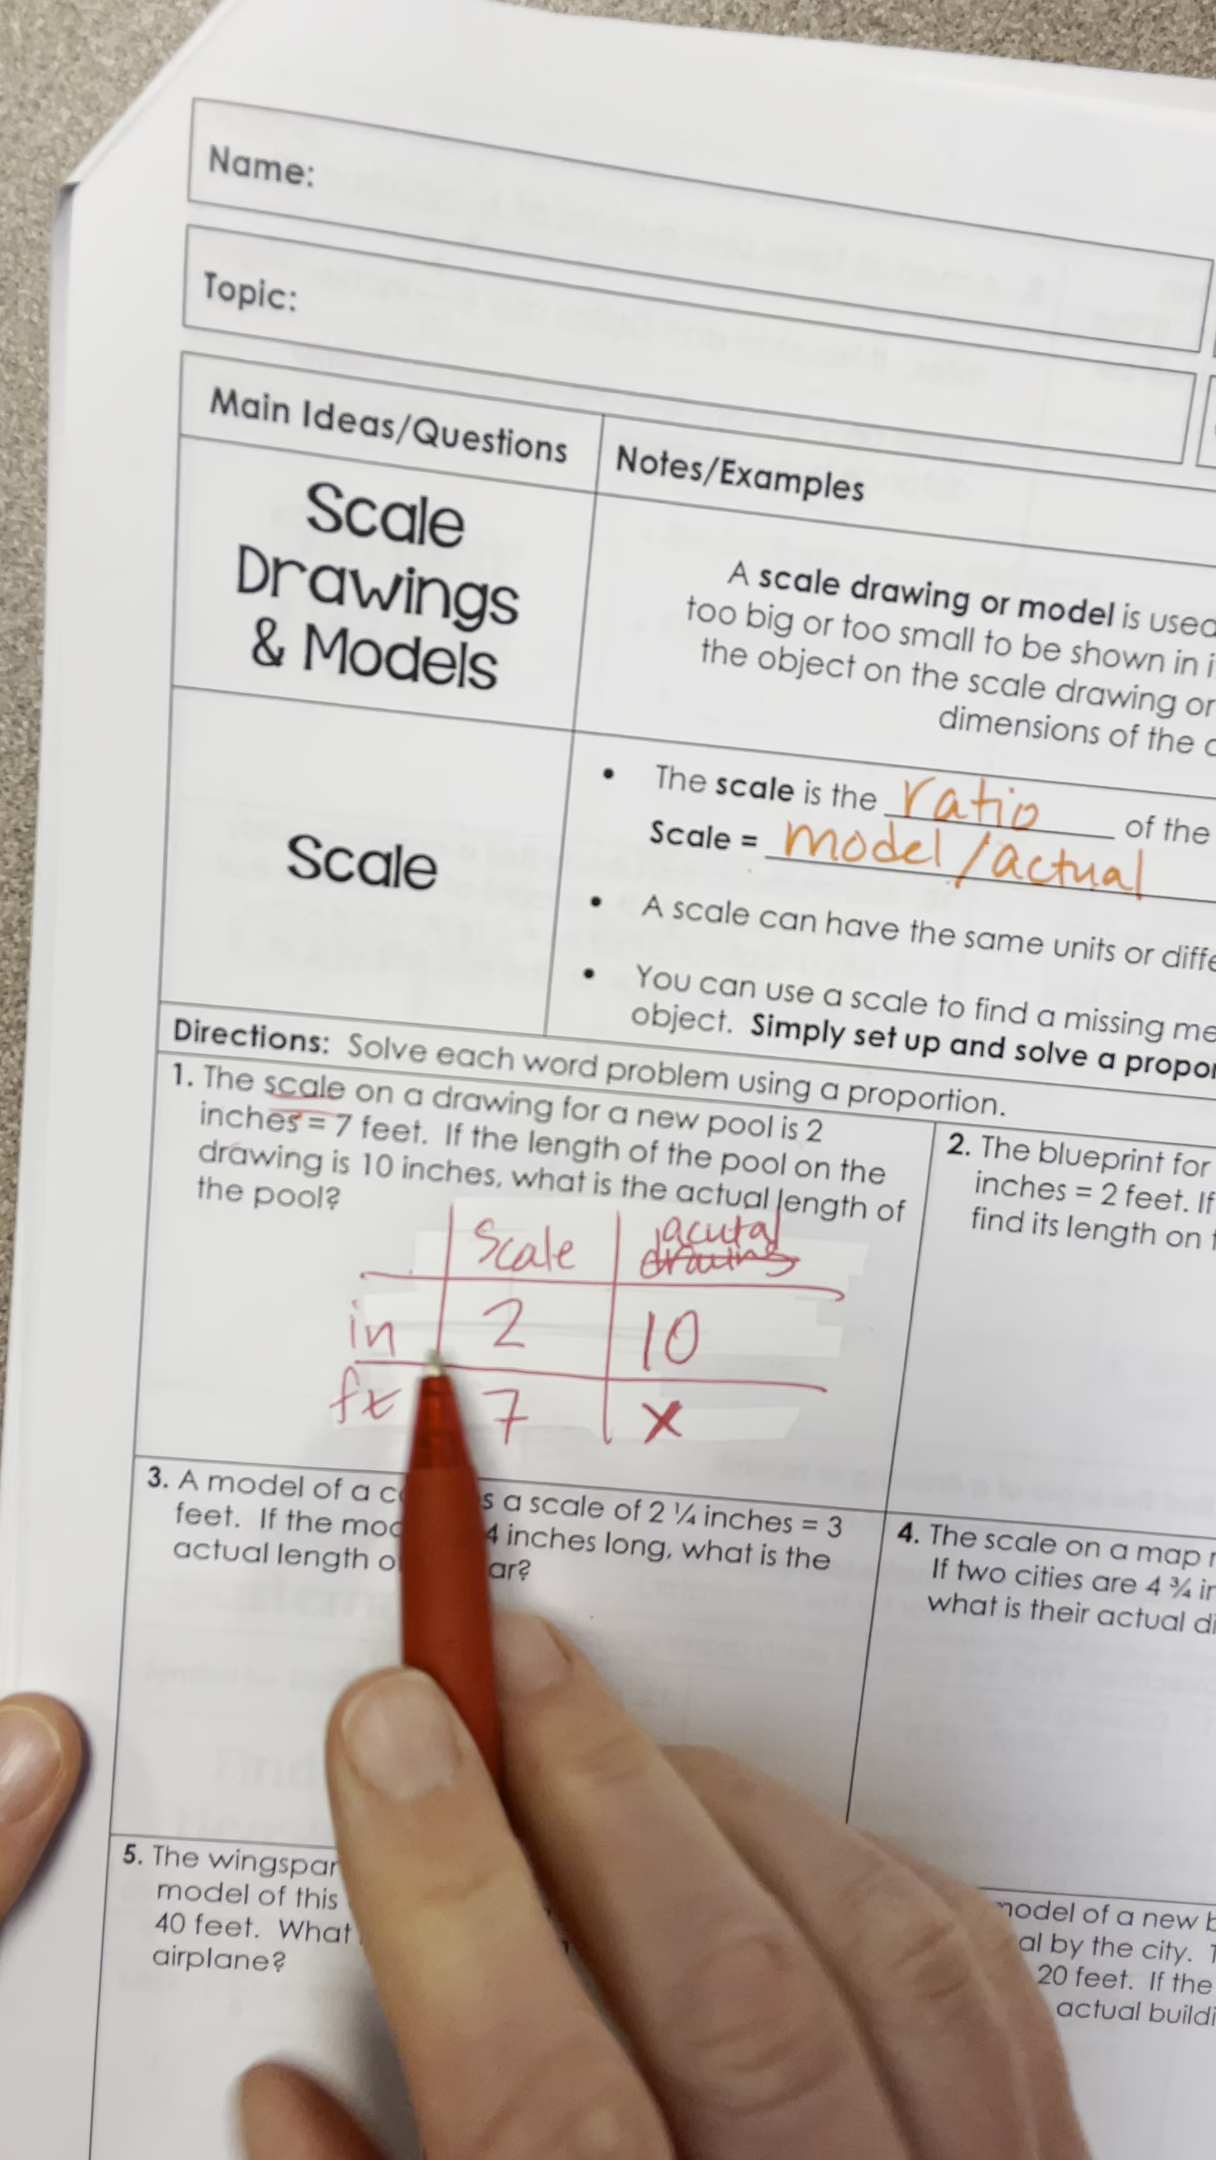 Name:
Topic:
Main Ideas/Questions
Notes/Examples
Scale
Drawings
& Models
A scale drawing or model is used
too big or too small to be shown in
the object on the scale drawing or
dimensions of the
Scale
• The scale is the ratio of the
Scale = model/actual
• A scale can have the same units or
• You can use a scale to find a missing
object. Simply set up and solve a
Directions: Solve each word problem using a proportion.
1. The scale on a drawing for a new pool is 2
inches = 7 feet. If the length of the pool on the
drawing is 10 inches, what is the actual length of
the pool?
Scale acutal
drawing
in 2 10
ft 7 x
2. The blueprint for
inches = 2 feet. If
find its length on
3. A model of a a scale of 2 ¼ inches = 3
feet. If the 4 inches long, what is the
actual length
4. The scale on a map
If two cities are 4 ¾
what is their actual
5. The
model of this
40 feet. What
airplane?
model of a new
by the city.
20 feet. If the
actual